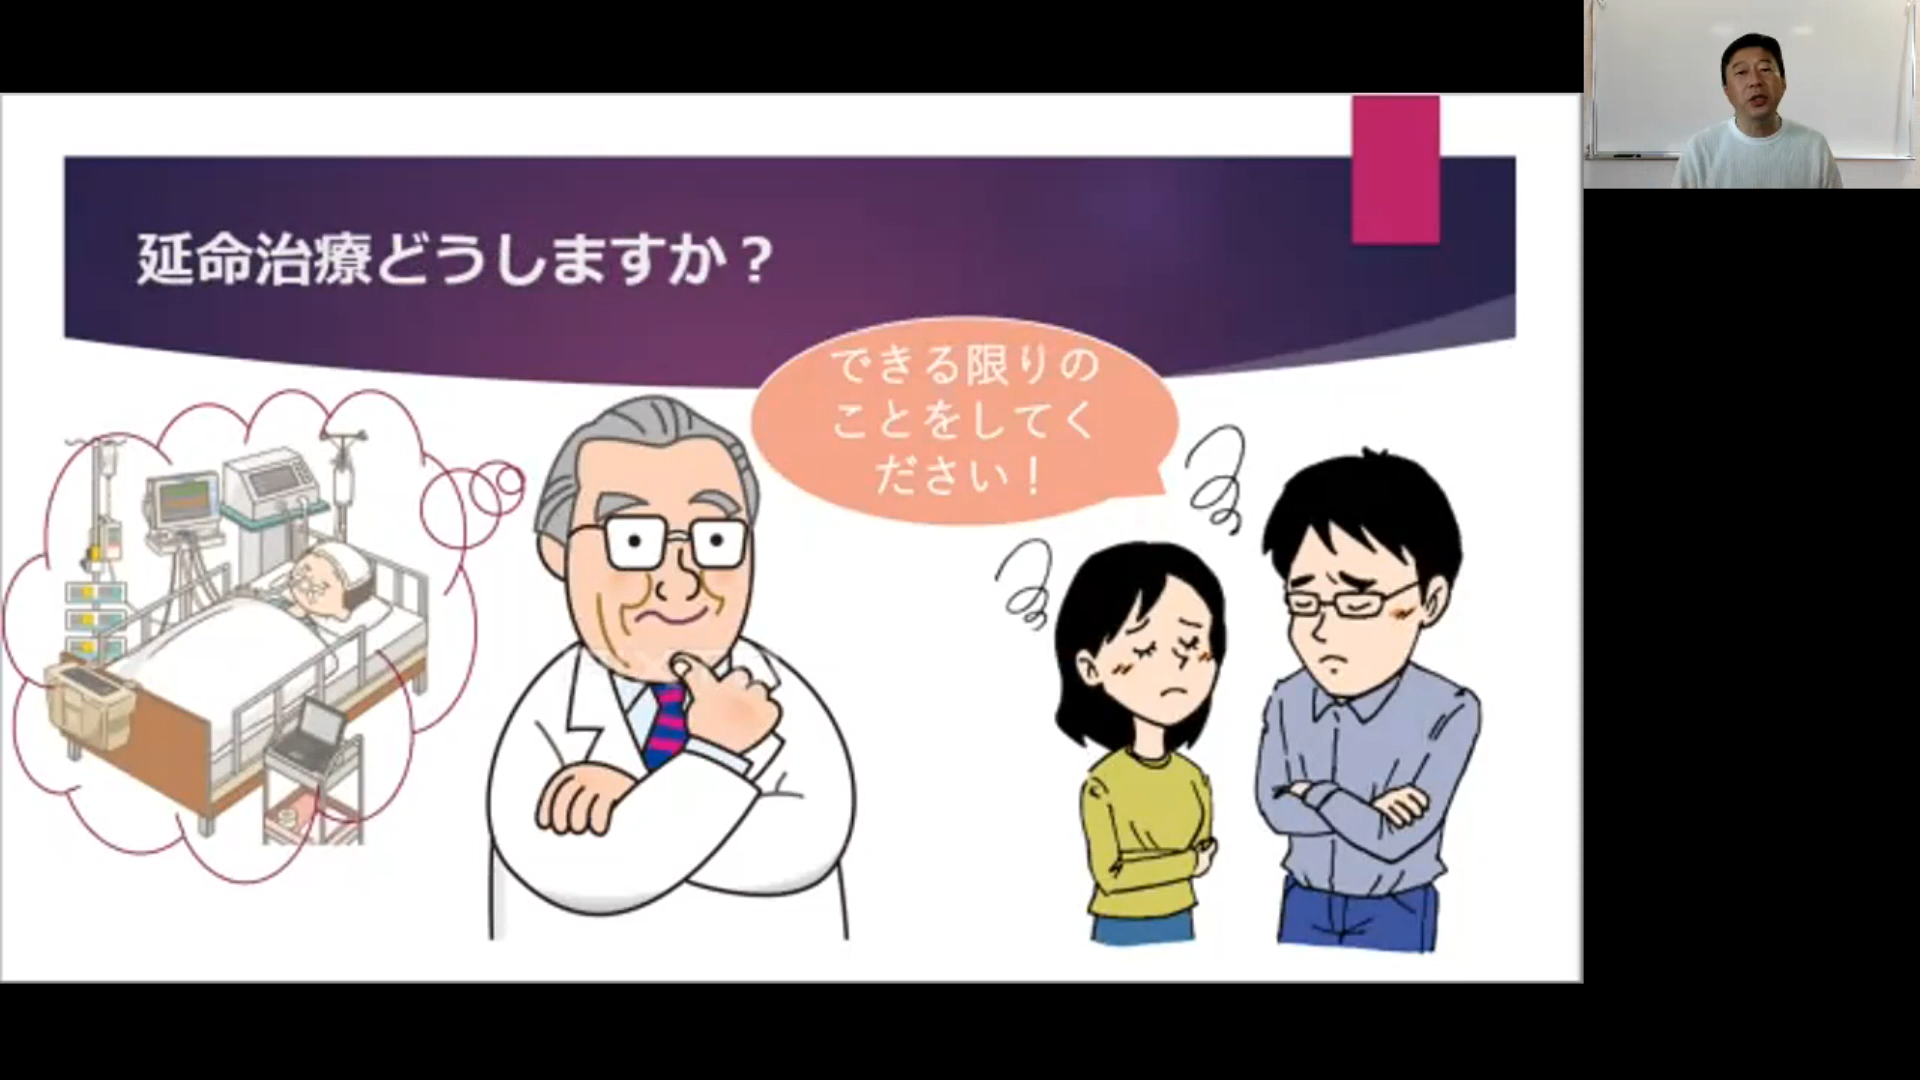 延命治療どうしますか？
できる限りの
ことをしてく
ださい！